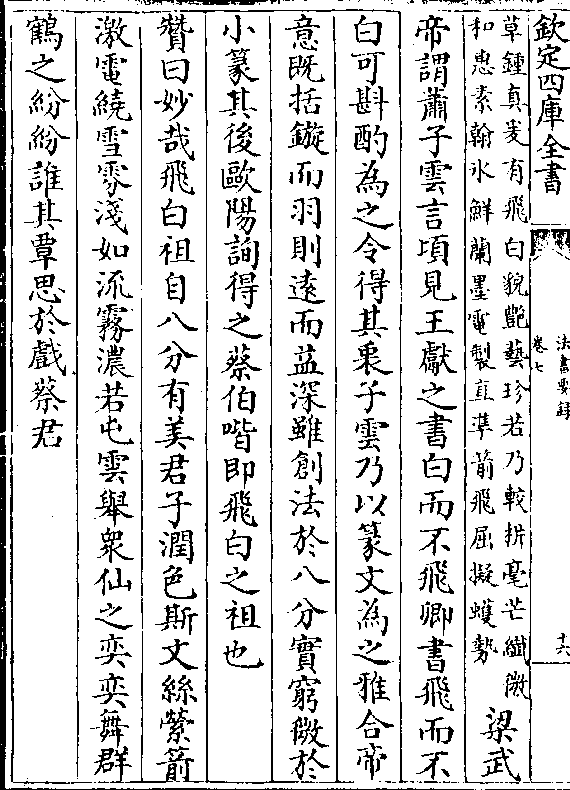 欽定四庫全書
法書要録
卷七
十六
草鍾真爰有飛白貌艷藝珍若乃較析毫芒纖微
和惠素翰氷鮮蘭墨電製直準箭飛屈擬蠖勢
梁武
帝謂蕭子雲言頃見王獻之書白而不飛卿書飛而不
白可斟酌為之令得其衷子雲乃以篆文為之雅合帝
意既括鏃而羽則逺而益深雖創法於八分實窮微於
小篆其後歐陽詢得之蔡伯喈即飛白之祖也
贊曰妙哉飛白祖自八分有美君子潤色斯文絲縈箭
激電繞雪雰淺如流霧濃若屯雲舉衆仙之奕奕舞群
鶴之紛紛誰其覃思於戲蔡君